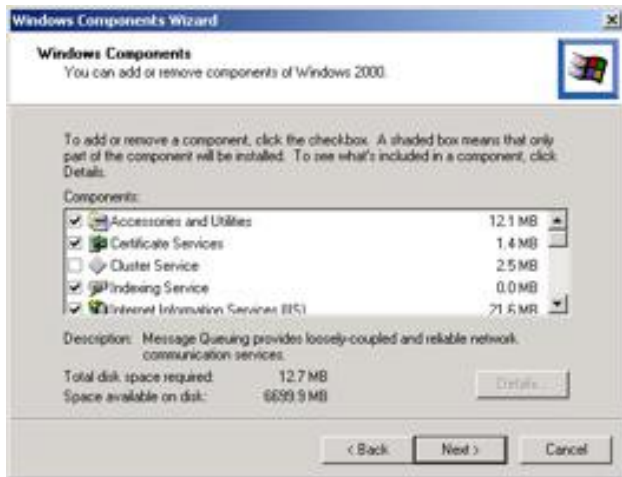 Windows Components Wizard
Windows Components
You can add or remove components of Windows 2000.
To add or remove a component, click the checkbox. A shaded box means that only
part of the component will be installed. To see what's included in a component, click
Details.
Components:
Accessories and Utilities 12.1 MB
Certificate Services 1.4 MB
Cluster Service 2.5 MB
Indexing Service 0.0 MB
Internet Information Services (IIS) 21.6 MB
Description: Message Queuing provides loosely-coupled and reliable network
communication services.
Total disk space required: 12.7 MB
Space available on disk: 6699.9 MB
Details...
< Back Next > Cancel